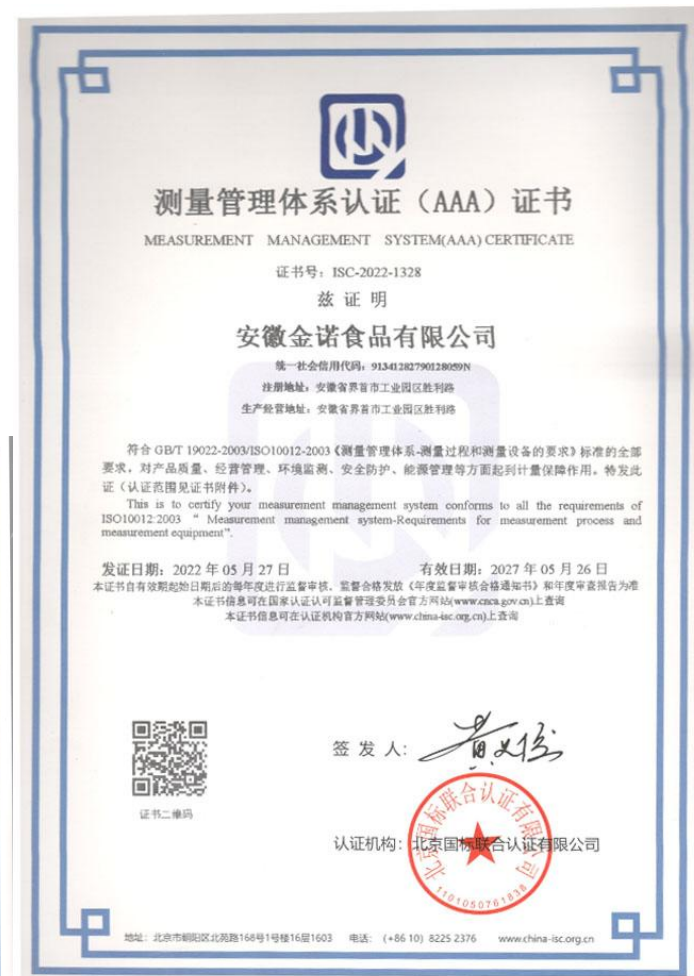 测量管理体系认证（AAA）证书
MEASUREMENT MANAGEMENT SYSTEM(AAA) CERTIFICATE
证书号：ISC-2022-1328
兹 证 明
安徽金诺食品有限公司
统一社会信用代码：91341282790128059N
注册地址：安徽省界首市工业园区胜利路
生产经营地址：安徽省界首市工业园区胜利路
符合 GB/T 19022-2003/ISO10012-2003《测量管理体系-测量过程和测量设备的要求》标准的全部
要求，对产品质量、经营管理、环境监测、安全防护、能源管理等方面起到计量保障作用。特发此
证（认证范围见证书附件）。
This is to certify your measurement management system conforms to all the requirements of
ISO10012:2003 “ Measurement management system-Requirements for measurement process and
measurement equipment”.
发证日期：2022 年 05 月 27 日 有效日期：2027 年 05 月 26 日
本证书自有效期起始日期后的每年度进行监督审核，监督合格发放《年度监督审核合格通知书》和年度审查报告为准
本证书信息可在国家认证认可监督管理委员会官方网站(www.cnca.gov.cn)上查询
本证书信息可在认证机构官方网站(www.china-isc.org.cn)上查询
签 发 人：
证书二维码
认证机构：北京国标联合认证有限公司
北京国标联合认证有限公司
1101050761838
地址：北京市朝阳区北苑路168号1号楼16层1603 电话：（+86 10）8225 2376 www.china-isc.org.cn